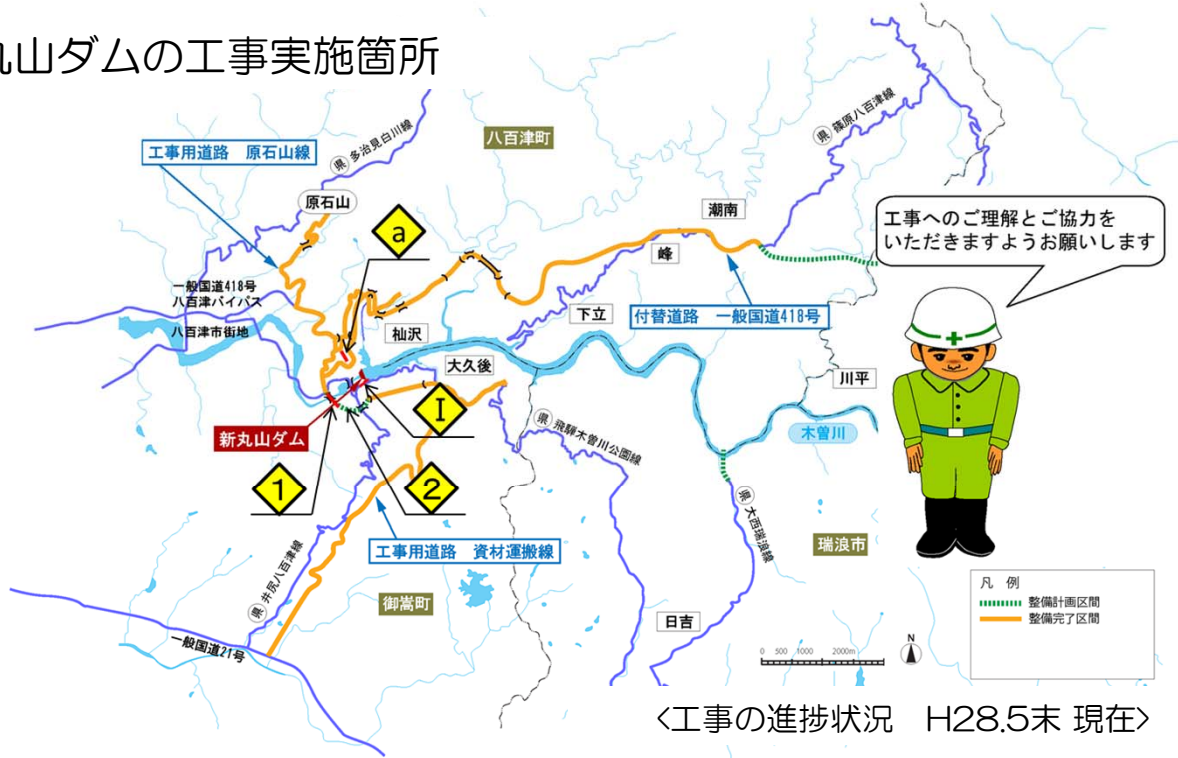 丸山ダムの工事実施箇所
県 篠原八百津線
八百津町
県 多治見白川線
工事用道路　原石山線
原石山
潮南
工事へのご理解とご協力を
いただきますようお願いします
a
峰
一般国道418号
八百津バイパス
付替道路　一般国道418号
下立
八百津市街地
杣沢
大久後
川平
I
新丸山ダム
県 飛騨木曽川公園線
木曽川
1
2
県 大西瑞浪線
工事用道路　資材運搬線
瑞浪市
県 井尻八百津線
御嵩町
凡　例
整備計画区間
整備完了区間
日吉
一般国道21号
0 500 1000 2000m
N
<工事の進捗状況　H28.5末 現在>